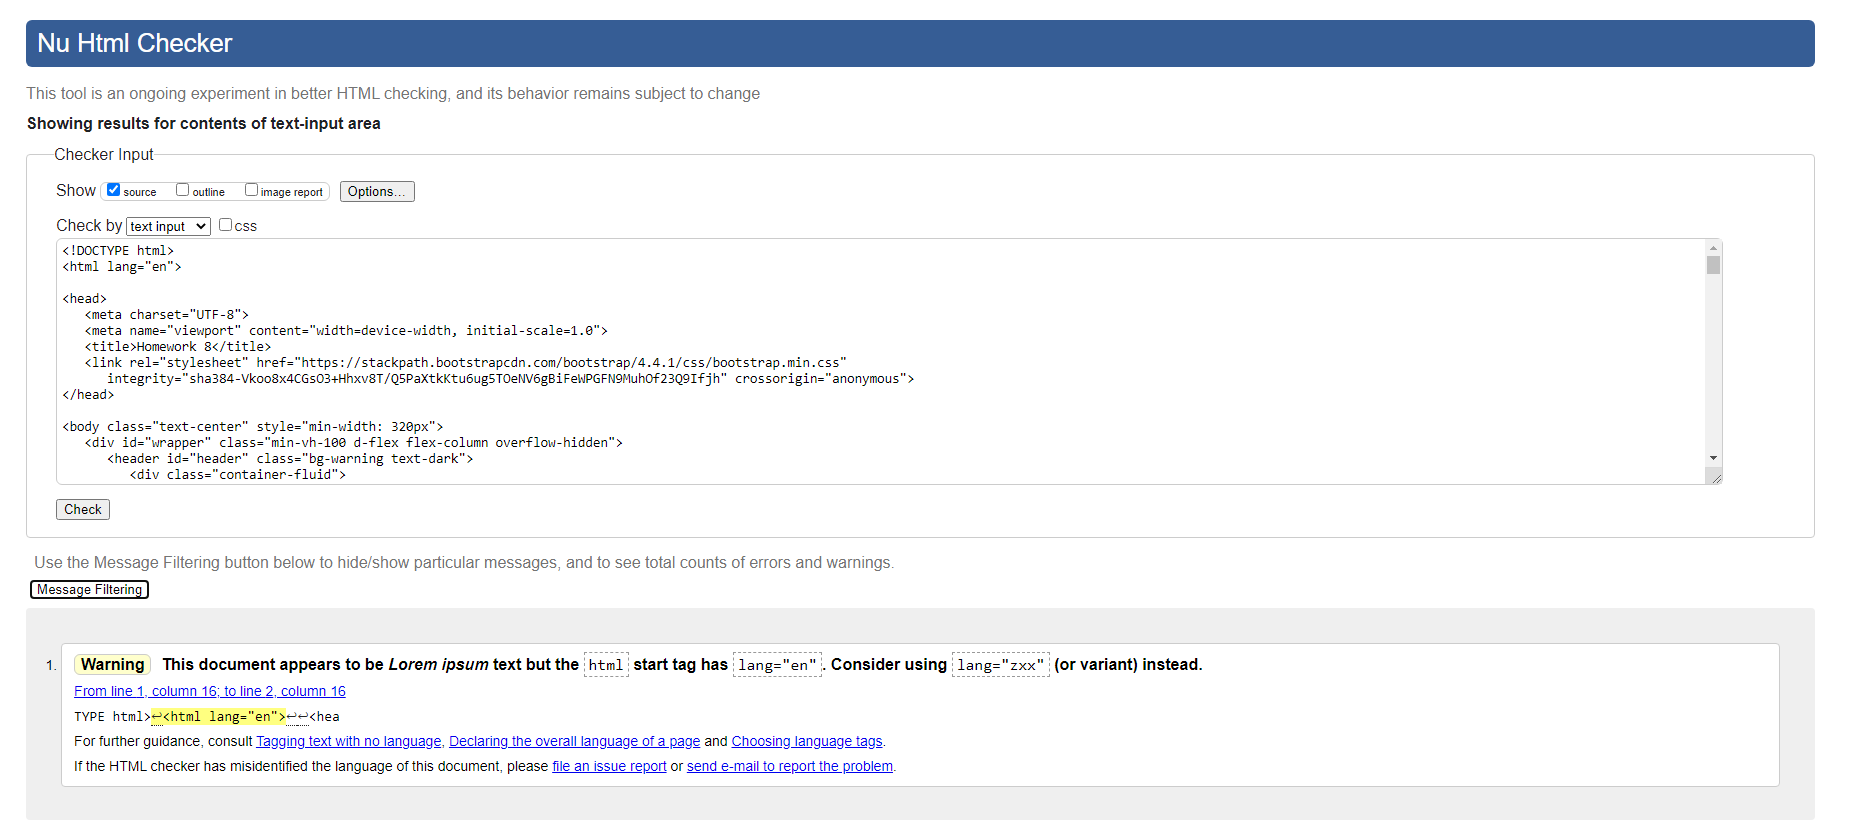 Nu Html Checker
This tool is an ongoing experiment in better HTML checking, and its behavior remains subject to change
Showing results for contents of text-input area
Checker Input
Show source outline image report Options...
Check by text input css
<!DOCTYPE html>
<html lang="en">
<head>
<meta charset="UTF-8">
<meta name="viewport" content="width=device-width, initial-scale=1.0">
<title>Homework 8</title>
<link rel="stylesheet" href="https://stackpath.bootstrapcdn.com/bootstrap/4.4.1/css/bootstrap.min.css"
integrity="sha384-Vkoo8x4CGsO3+Hhxv8T/Q5PaXtkKtu6ug5TOeNV6gBiFeWPGFN9MuhOf23Q9Ifjh" crossorigin="anonymous">
</head>
<body class="text-center" style="min-width: 320px">
<div id="wrapper" class="min-vh-100 d-flex flex-column overflow-hidden">
<header id="header" class="bg-warning text-dark">
<div class="container-fluid">
Check
Use the Message Filtering button below to hide/show particular messages, and to see total counts of errors and warnings.
Message Filtering
1. Warning This document appears to be Lorem ipsum text but the html start tag has lang="en". Consider using lang="zxx" (or variant) instead.
From line 1, column 16; to line 2, column 16
TYPE html>↩<html lang="en">↩↩<hea
For further guidance, consult Tagging text with no language, Declaring the overall language of a page and Choosing language tags.
If the HTML checker has misidentified the language of this document, please file an issue report or send e-mail to report the problem.